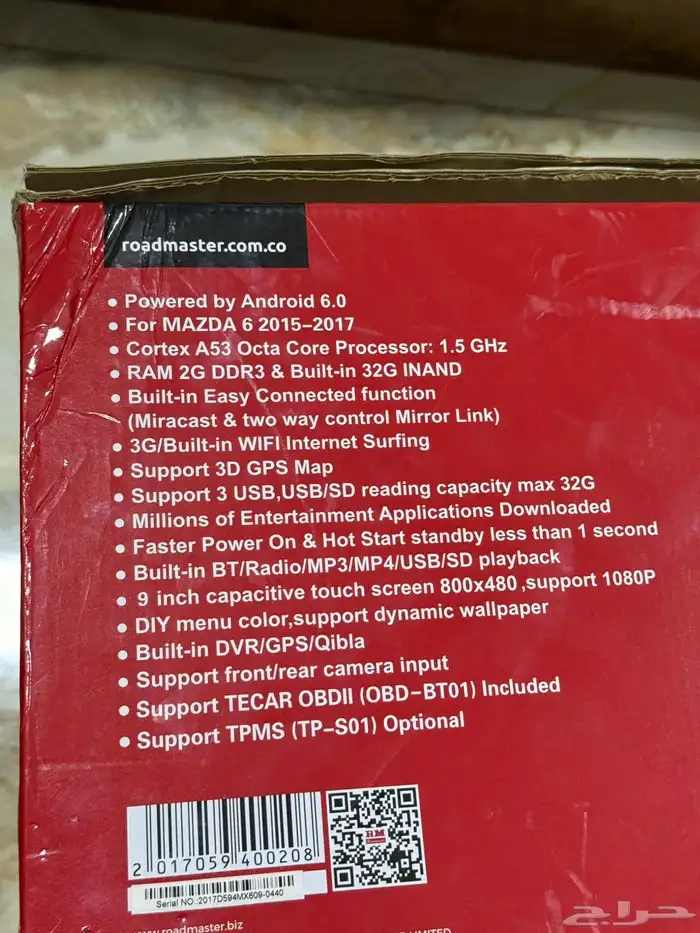 roadmaster.com.co
• Powered by Android 6.0
• For MAZDA 6 2015-2017
• Cortex A53 Octa Core Processor: 1.5 GHz
• RAM 2G DDR3 & Built-in 32G INAND
• Built-in Easy Connected function
(Miracast & two way control Mirror Link)
• 3G/Built-in WIFI Internet Surfing
• Support 3D GPS Map
• Support 3 USB,USB/SD reading capacity max 32G
• Millions of Entertainment Applications Downloaded
• Faster Power On & Hot Start standby less than 1 second
• Built-in BT/Radio/MP3/MP4/USB/SD playback
• 9 inch capacitive touch screen 800x480 ,support 1080P
• DIY menu color,support dynamic wallpaper
• Built-in DVR/GPS/Qibla
• Support front/rear camera input
• Support TECAR OBDII (OBD-BT01) Included
• Support TPMS (TP-S01) Optional
2 017059 400208
RM
Serial NO.:2017D594MX609-0440
www.roadmaster.biz
LIMITED
حراج